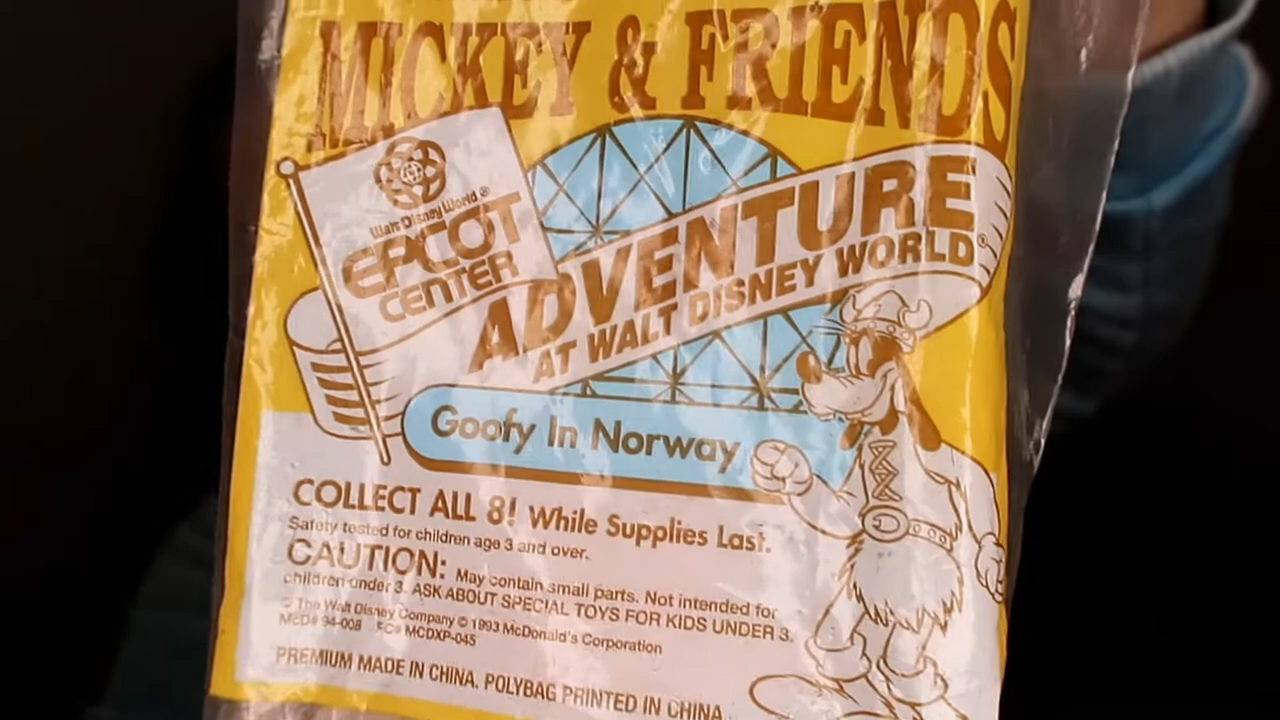 MICKEY & FRIENDS
Walt Disney World®
EPCOT
CENTER
ADVENTURE
AT WALT DISNEY WORLD®
Goofy In Norway
COLLECT ALL 8! While Supplies Last.
Safety tested for children age 3 and over.
CAUTION: May contain small parts. Not intended for
children under 3. ASK ABOUT SPECIAL TOYS FOR KIDS UNDER 3.
© The Walt Disney Company © 1993 McDonald's Corporation
McD# 94-008 FC# MCDXP-045
PREMIUM MADE IN CHINA. POLYBAG PRINTED IN CHINA.